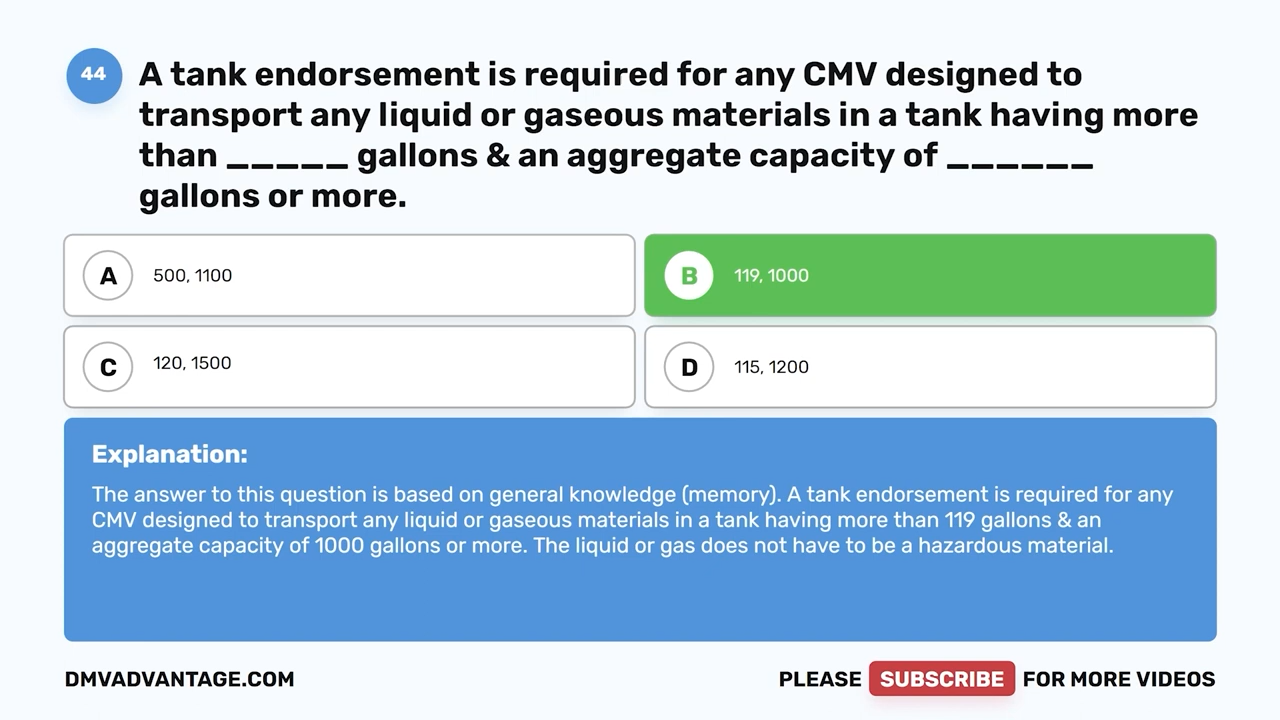 44
A tank endorsement is required for any CMV designed to
transport any liquid or gaseous materials in a tank having more
than _____ gallons & an aggregate capacity of ______
gallons or more.
A 500, 1100
B 119, 1000
C 120, 1500
D 115, 1200
Explanation:
The answer to this question is based on general knowledge (memory). A tank endorsement is required for any
CMV designed to transport any liquid or gaseous materials in a tank having more than 119 gallons & an
aggregate capacity of 1000 gallons or more. The liquid or gas does not have to be a hazardous material.
DMVADVANTAGE.COM
PLEASE SUBSCRIBE FOR MORE VIDEOS